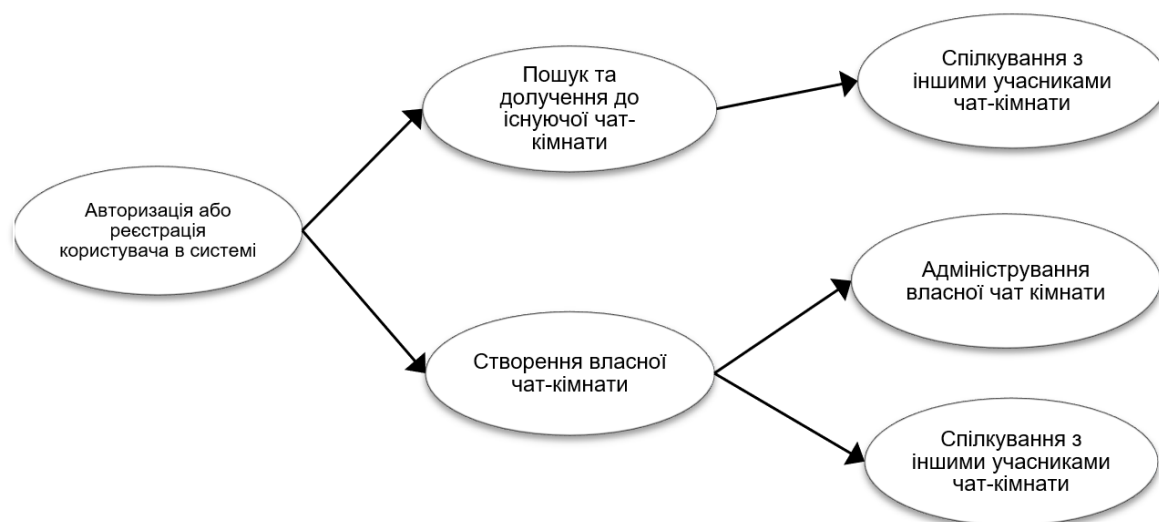 Авторизація або
реєстрація
користувача в системі
Пошук та
долучення до
існуючої чат-
кімнати
Спілкування з
іншими учасниками
чат-кімнати
Створення власної
чат-кімнати
Адміністрування
власної чат кімнати
Спілкування з
іншими учасниками
чат-кімнати